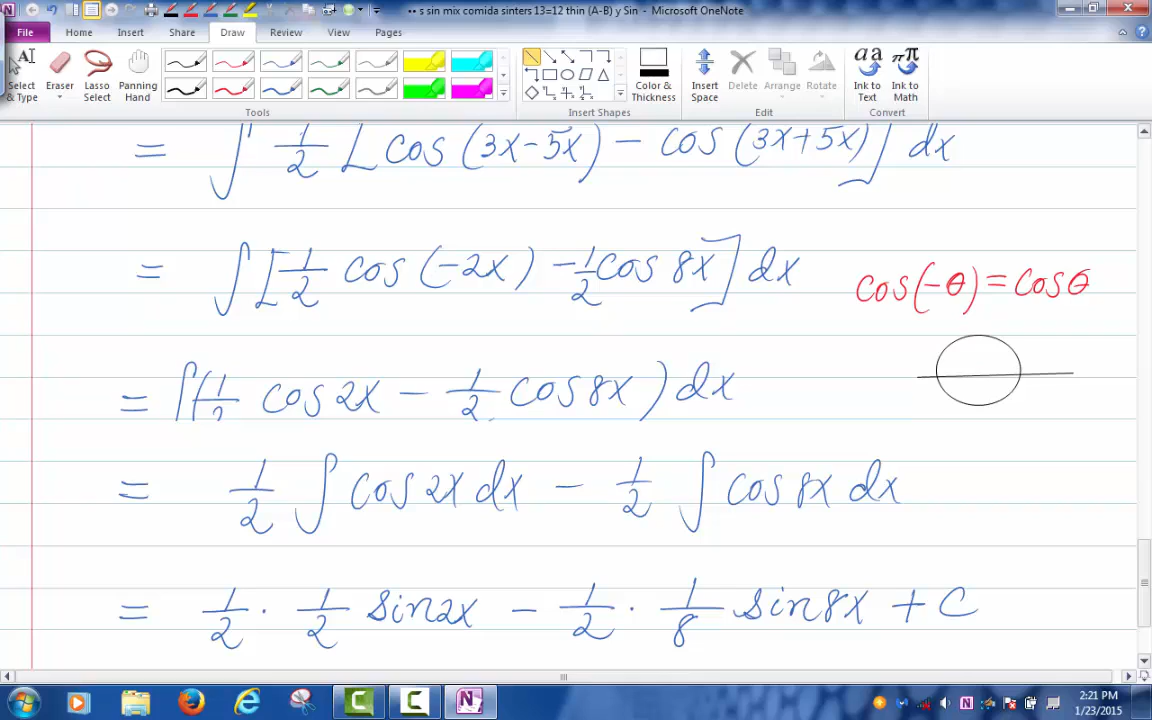 •• s sin mix comida sinters 13=12 thin (A-B) y Sin - Microsoft OneNote
File Home Insert Share Draw Review View Pages
Select & Type Eraser Lasso Select Panning Hand Color & Thickness Insert Space Delete Arrange Rotate Ink to Text Ink to Math
Tools Insert Shapes Edit Convert
= ∫ 1/2 [ cos (3x-5x) - cos (3x+5x) ] dx
= ∫ [ 1/2 cos (-2x) - 1/2 cos 8x ] dx
cos(-θ) = cosθ
= ∫ ( 1/2 cos 2x - 1/2 cos 8x ) dx
= 1/2 ∫ cos 2x dx - 1/2 ∫ cos 8x dx
= 1/2 · 1/2 sin 2x - 1/2 · 1/8 sin 8x + C
2:21 PM
1/23/2015